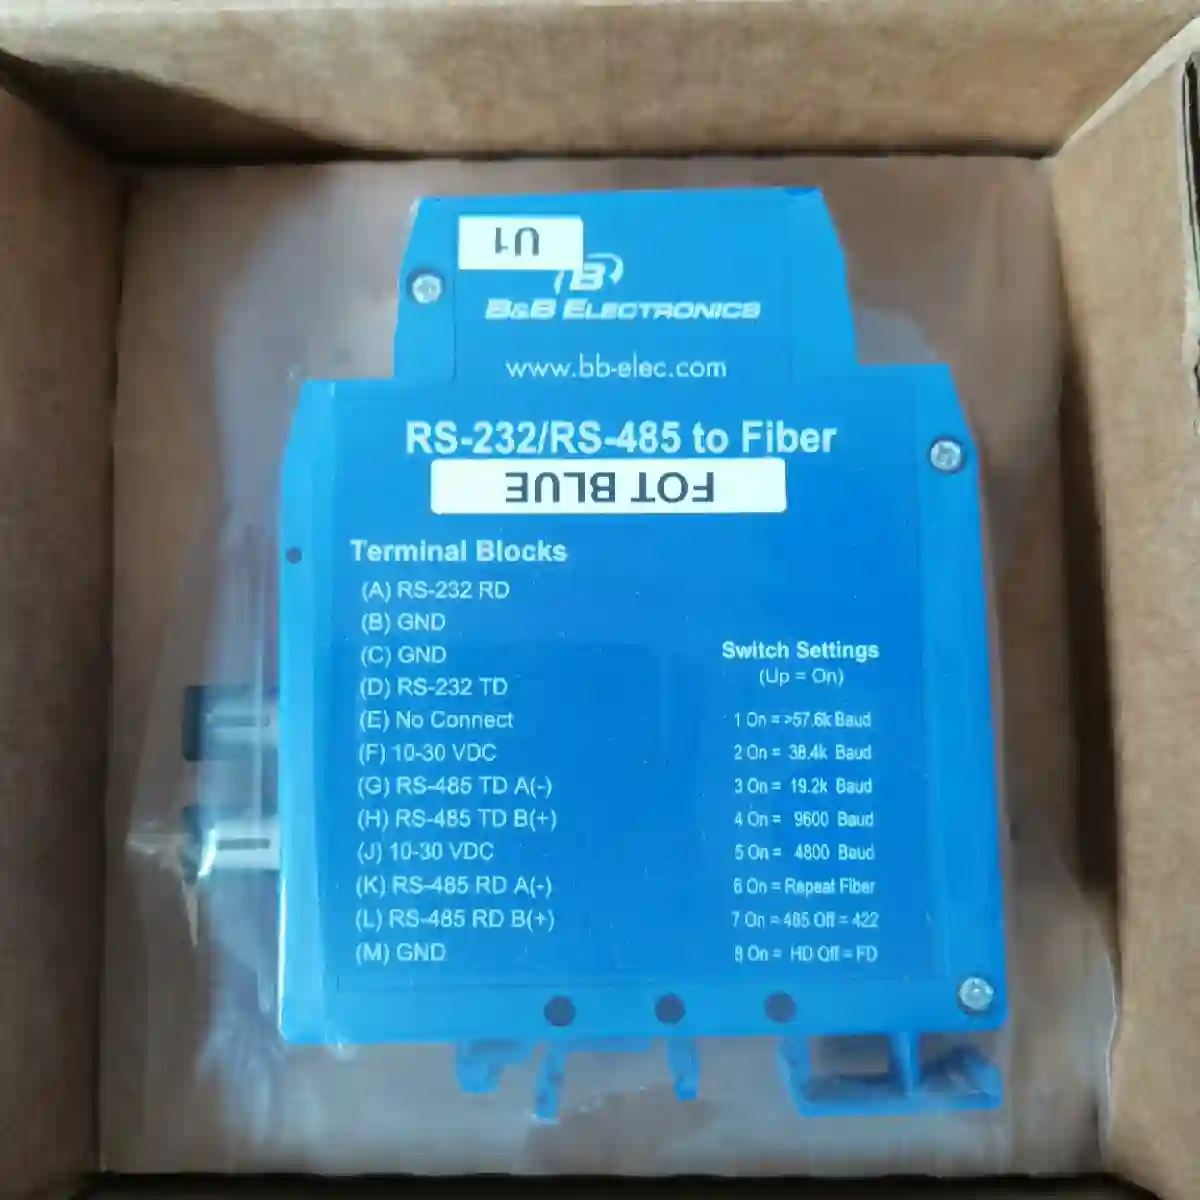 U1
B
B&B ELECTRONICS
www.bb-elec.com
RS-232/RS-485 to Fiber
FOT BLUE
Terminal Blocks
(A) RS-232 RD
(B) GND
(C) GND
(D) RS-232 TD
(E) No Connect
(F) 10-30 VDC
(G) RS-485 TD A(-)
(H) RS-485 TD B(+)
(J) 10-30 VDC
(K) RS-485 RD A(-)
(L) RS-485 RD B(+)
(M) GND
Switch Settings
(Up = On)
1 On = >57.6k Baud
2 On = 38.4k Baud
3 On = 19.2k Baud
4 On = 9600 Baud
5 On = 4800 Baud
6 On = Repeat Fiber
7 On = 485 Off = 422
8 On = HD Off = FD